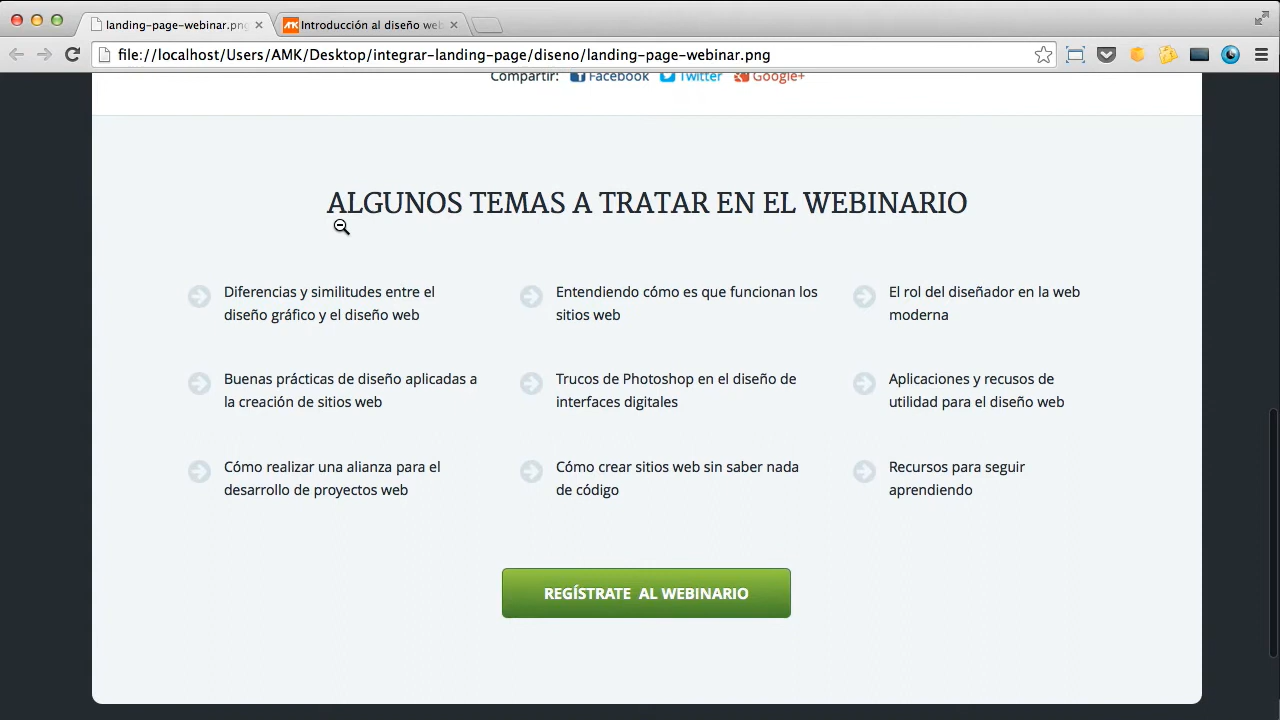 landing-page-webinar.png
Introducción al diseño web
file://localhost/Users/AMK/Desktop/integrar-landing-page/diseno/landing-page-webinar.png
Compartir: Facebook Twitter Google+
ALGUNOS TEMAS A TRATAR EN EL WEBINARIO
Diferencias y similitudes entre el
diseño gráfico y el diseño web
Entendiendo cómo es que funcionan los
sitios web
El rol del diseñador en la web
moderna
Buenas prácticas de diseño aplicadas a
la creación de sitios web
Trucos de Photoshop en el diseño de
interfaces digitales
Aplicaciones y recusos de
utilidad para el diseño web
Cómo realizar una alianza para el
desarrollo de proyectos web
Cómo crear sitios web sin saber nada
de código
Recursos para seguir
aprendiendo
REGÍSTRATE AL WEBINARIO